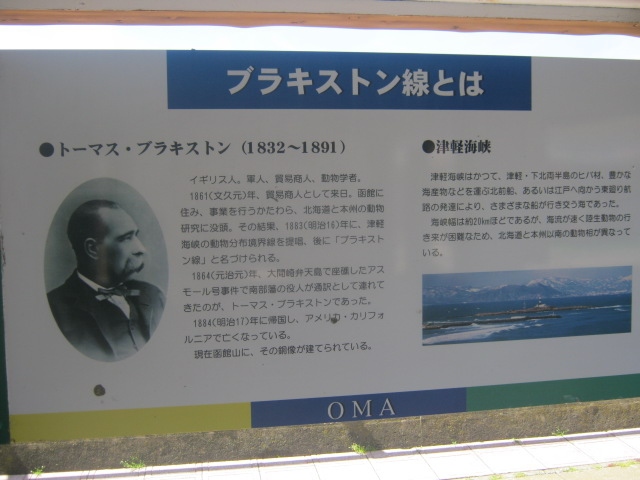 ブラキストン線とは
●トーマス・ブラキストン（1832～1891）
イギリス人。軍人、貿易商人、動物学者。
1861(文久元)年、貿易商人として来日。函館に
住み、事業を行うかたわら、北海道と本州の動物
研究に没頭。その結果、1883(明治16)年に、津軽
海峡の動物分布境界線を提唱、後に「ブラキスト
ン線」と名づけられる。
1864(元治元)年、大間崎弁天島で座礁したアス
モール号事件で南部藩の役人が通訳として連れて
きたのが、トーマス・ブラキストンであった。
1884(明治17)年に帰国し、アメリカ・カリフォ
ルニアで亡くなっている。
現在函館山に、その銅像が建てられている。
●津軽海峡
津軽海峡はかつて、津軽・下北両半島のヒバ材、豊かな
海産物などを運ぶ北前船、あるいは江戸へ向かう東廻り航
路の発達により、さまざまな船が行き交う海であった。
海峡幅は約20kmほどであるが、海流が速く陸生動物の行
き来が困難なため、北海道と本州以南の動物相が異なって
いる。
OMA